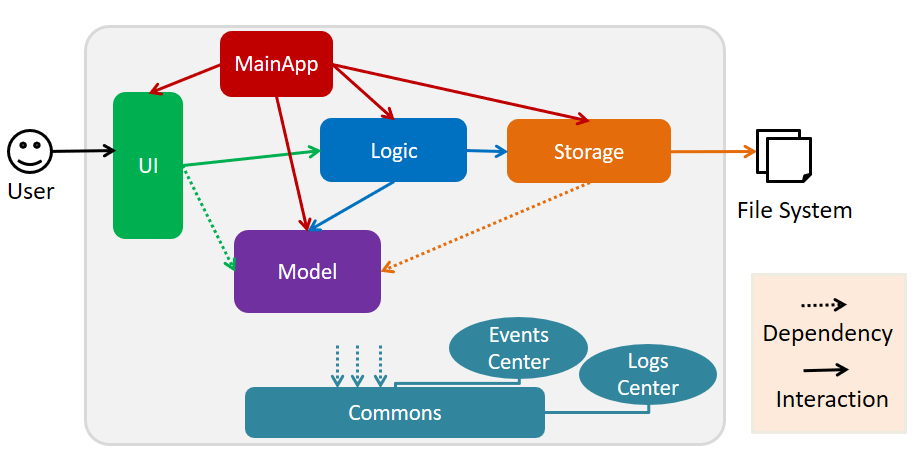 MainApp
User
UI
Logic
Storage
File System
Model
Events
Center
Logs
Center
Commons
Dependency
Interaction